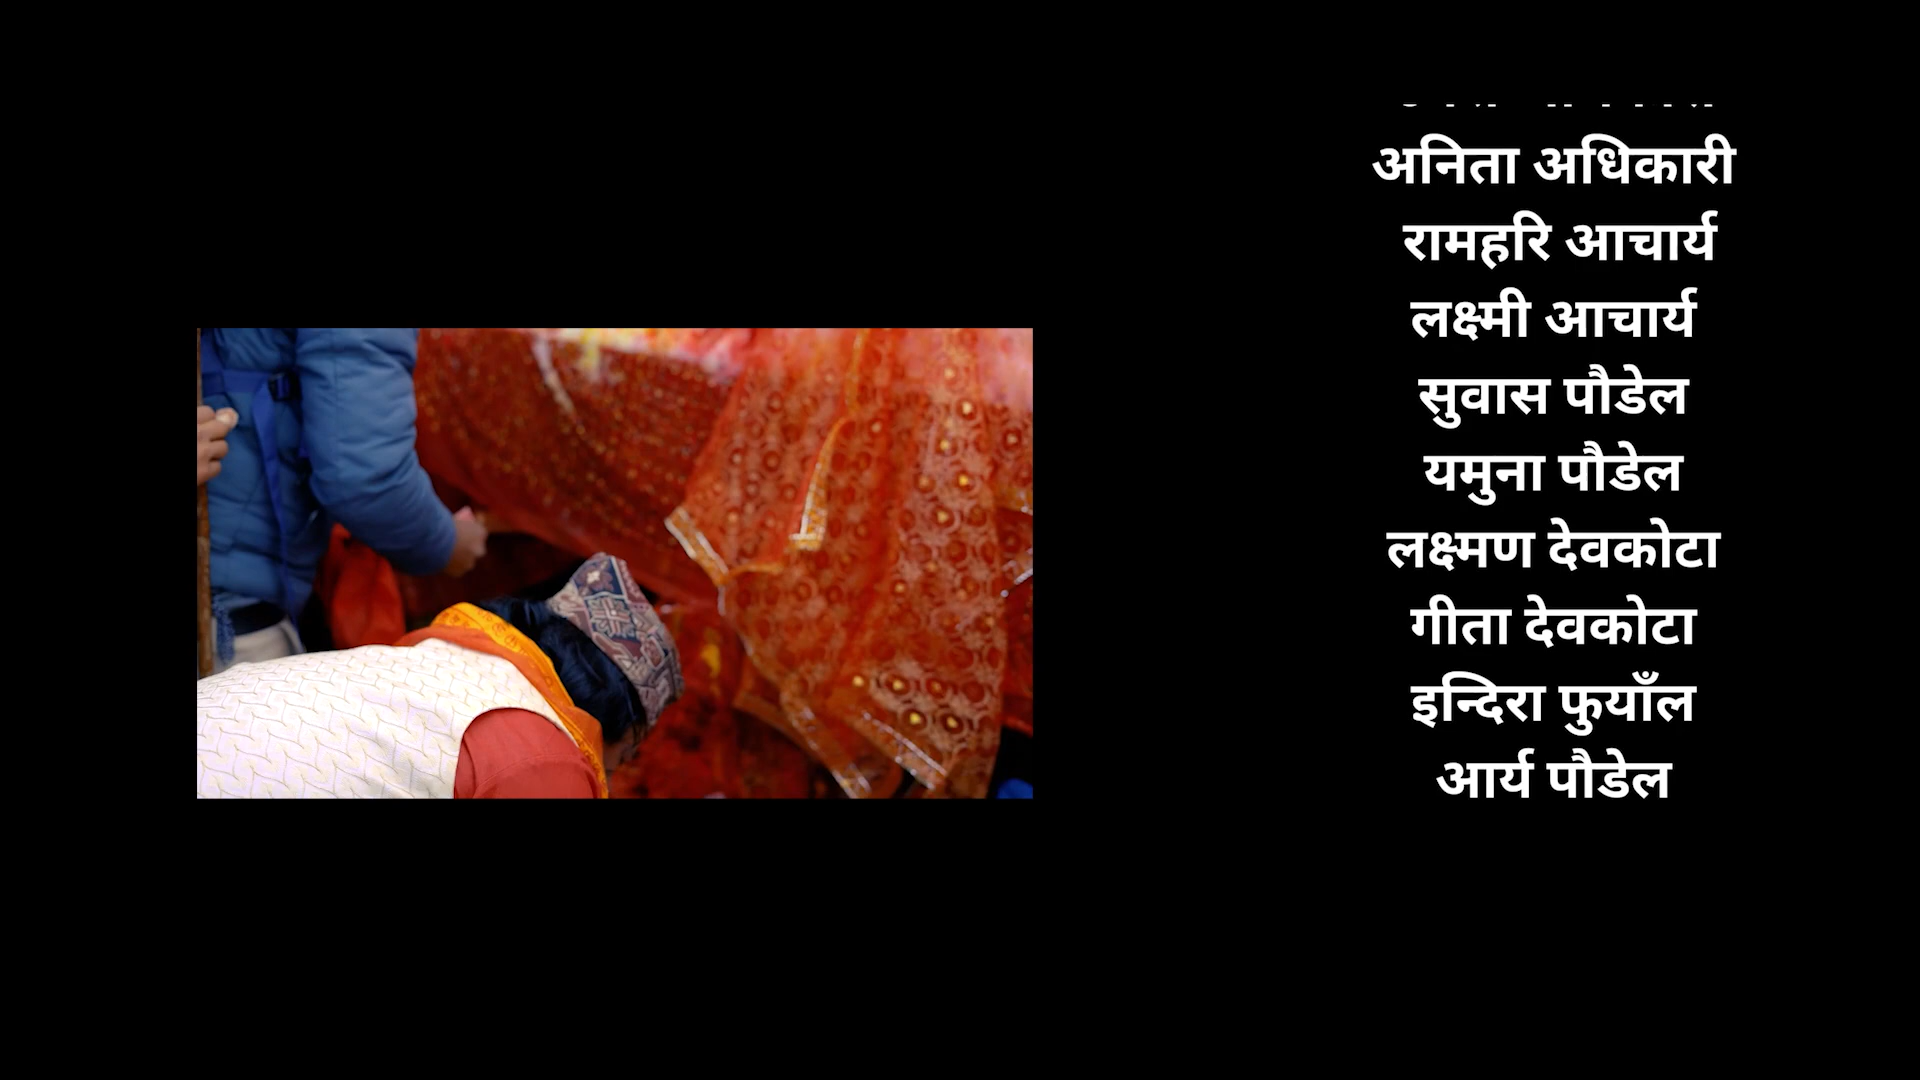 अनिता अधिकारी
रामहरि आचार्य
लक्ष्मी आचार्य
सुवास पौडेल
यमुना पौडेल
लक्ष्मण देवकोटा
गीता देवकोटा
इन्दिरा फुयाँल
आर्य पौडेल